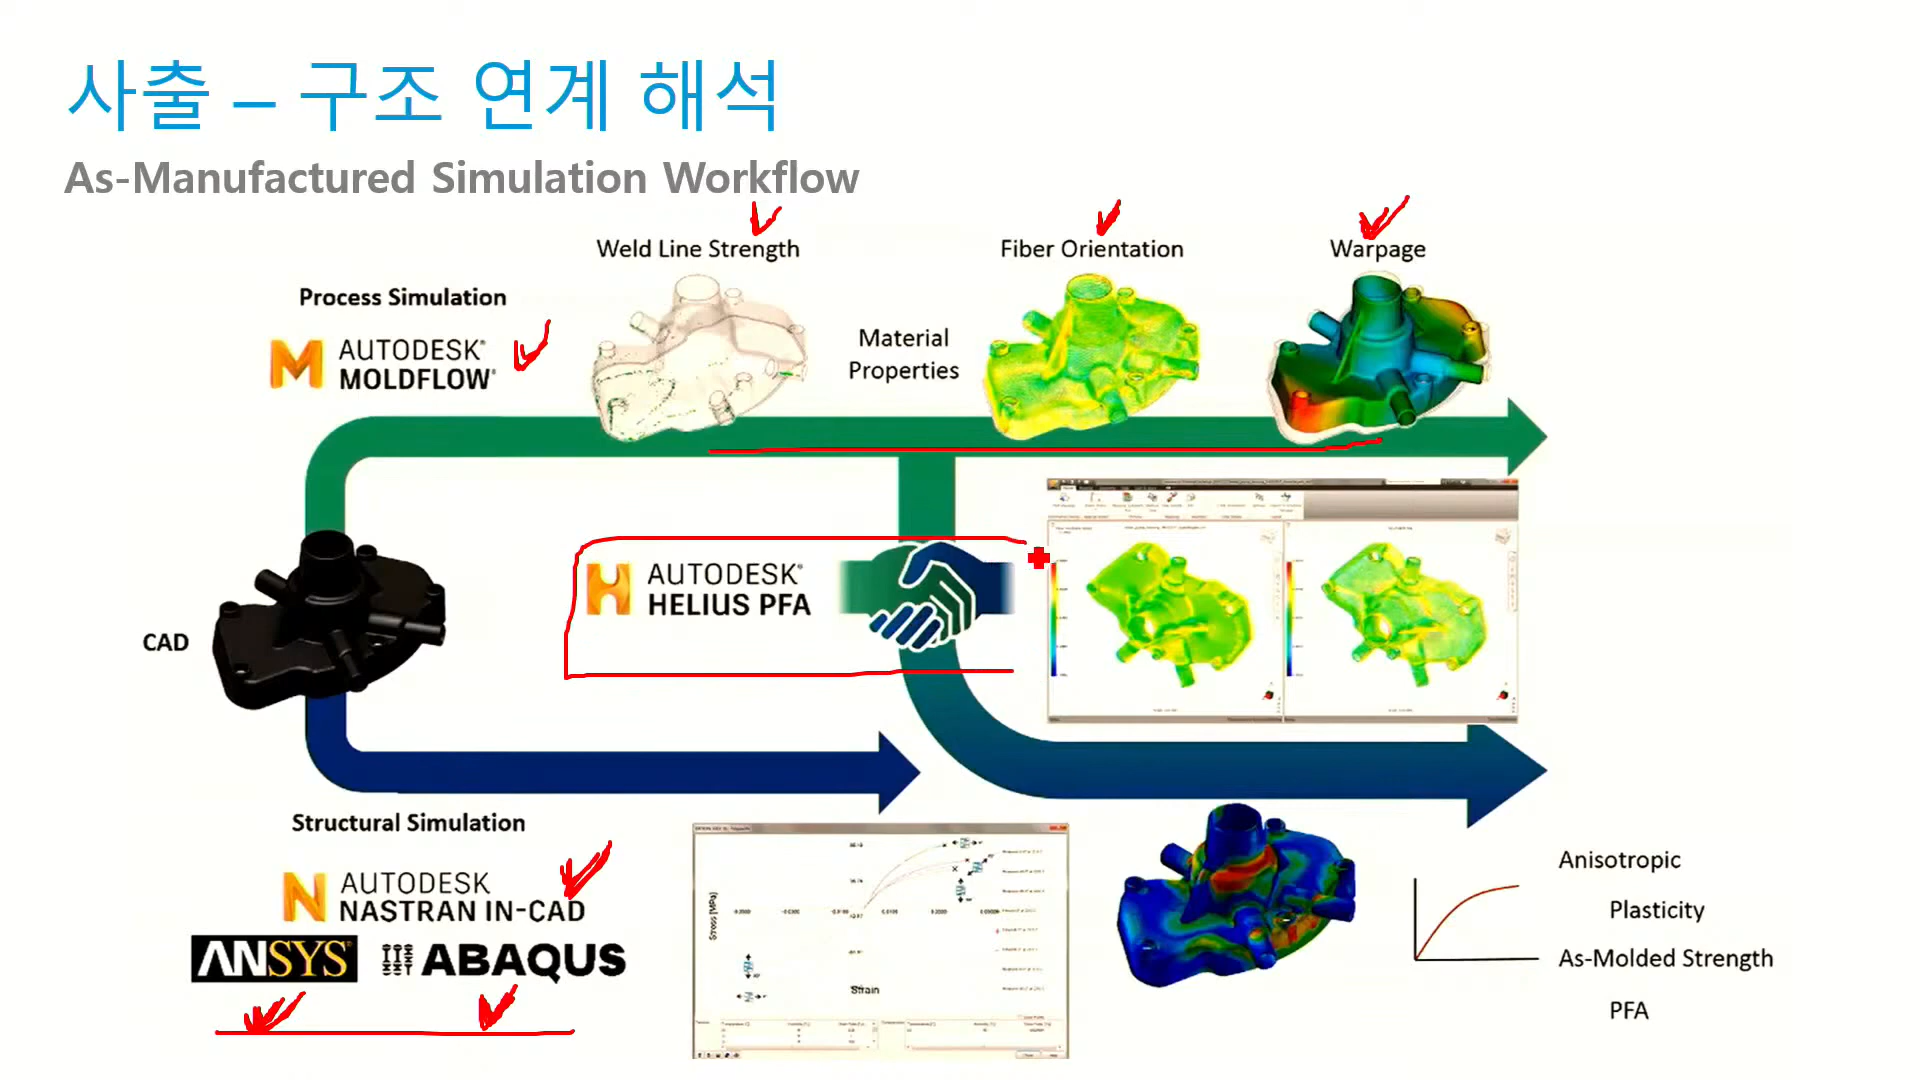 사출 – 구조 연계 해석
As-Manufactured Simulation Workflow
Weld Line Strength
Fiber Orientation
Warpage
Process Simulation
AUTODESK®
MOLDFLOW®
Material
Properties
AUTODESK®
HELIUS PFA
CAD
Structural Simulation
AUTODESK
NASTRAN IN-CAD
ANSYS®
ABAQUS
Stress [MPa]
Strain
Anisotropic
Plasticity
As-Molded Strength
PFA